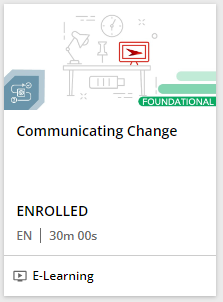 FOUNDATIONAL
Communicating Change
ENROLLED
EN | 30m 00s
E-Learning